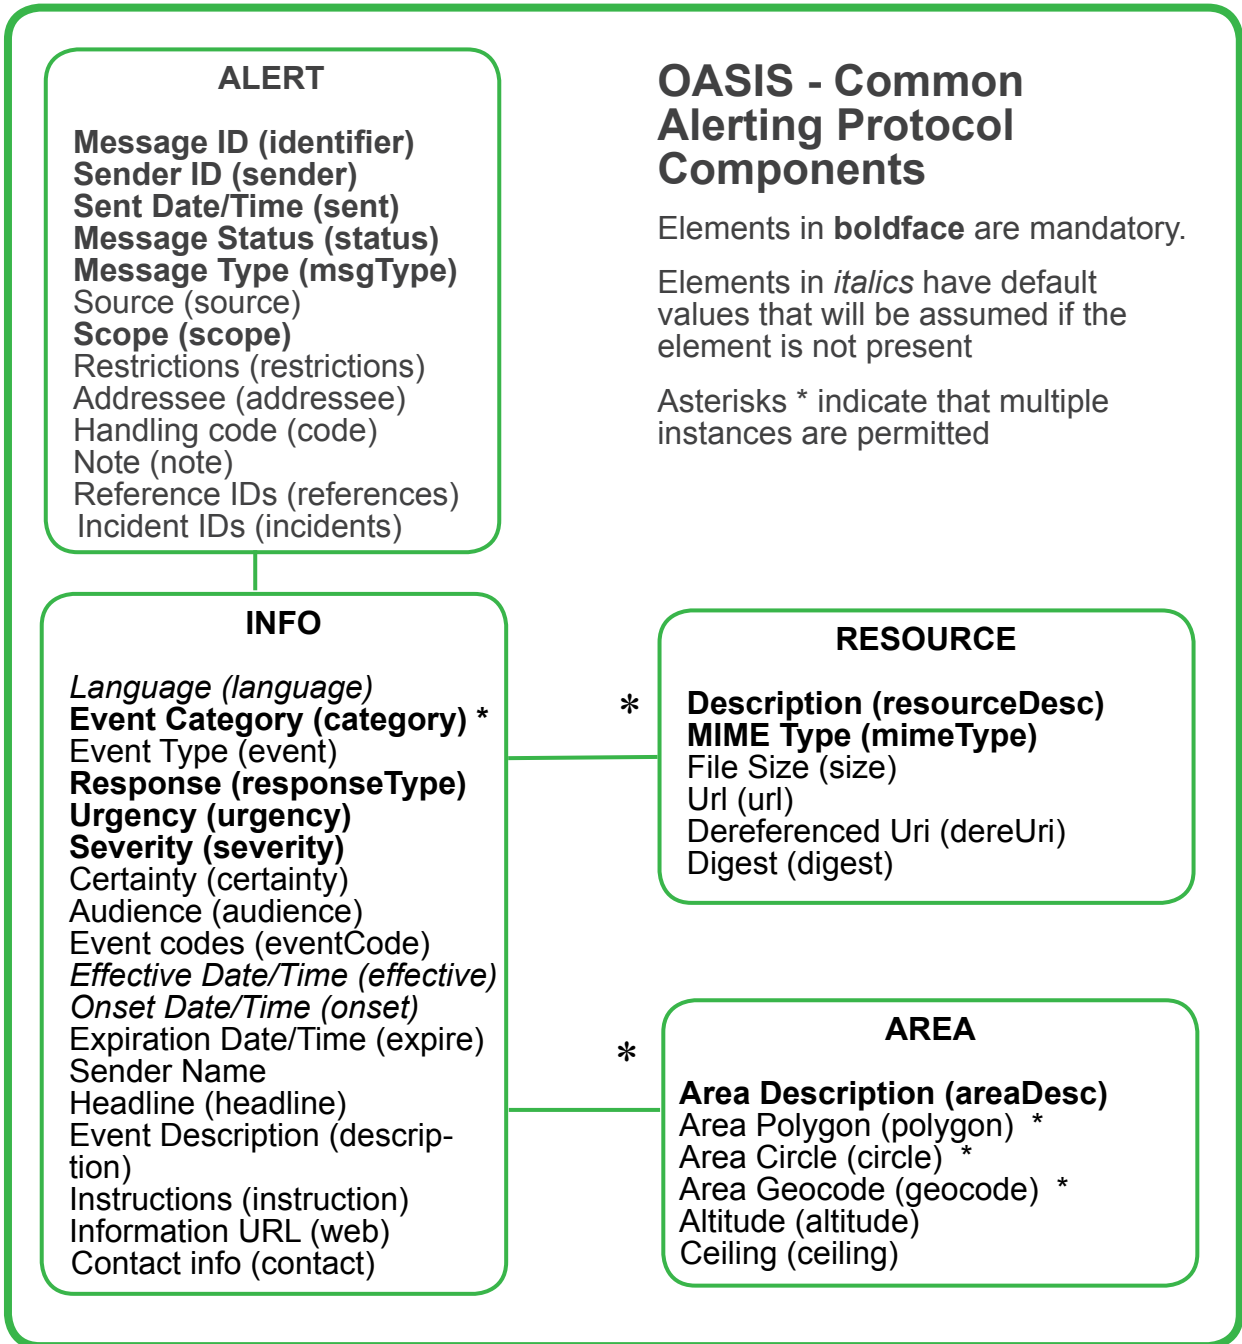 ALERT
Message ID (identifier)
Sender ID (sender)
Sent Date/Time (sent)
Message Status (status)
Message Type (msgType)
Source (source)
Scope (scope)
Restrictions (restrictions)
Addressee (addressee)
Handling code (code)
Note (note)
Reference IDs (references)
Incident IDs (incidents)
OASIS - Common
Alerting Protocol
Components
Elements in boldface are mandatory.
Elements in italics have default
values that will be assumed if the
element is not present
Asterisks * indicate that multiple
instances are permitted
INFO
Language (language)
Event Category (category) *
Event Type (event)
Response (responseType)
Urgency (urgency)
Severity (severity)
Certainty (certainty)
Audience (audience)
Event codes (eventCode)
Effective Date/Time (effective)
Onset Date/Time (onset)
Expiration Date/Time (expire)
Sender Name
Headline (headline)
Event Description (descrip-
tion)
Instructions (instruction)
Information URL (web)
Contact info (contact)
*
RESOURCE
Description (resourceDesc)
MIME Type (mimeType)
File Size (size)
Url (url)
Dereferenced Uri (dereUri)
Digest (digest)
*
AREA
Area Description (areaDesc)
Area Polygon (polygon) *
Area Circle (circle) *
Area Geocode (geocode) *
Altitude (altitude)
Ceiling (ceiling)